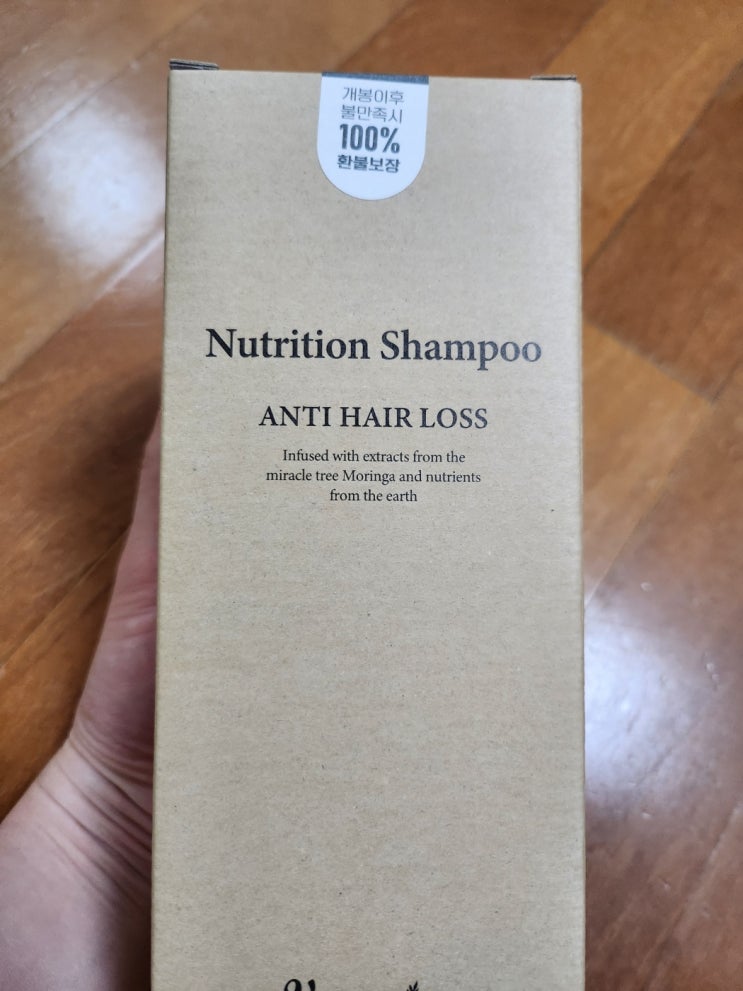 개봉이후
불만족시
100%
환불보장
Nutrition Shampoo
ANTI HAIR LOSS
Infused with extracts from the
miracle tree Moringa and nutrients
from the earth